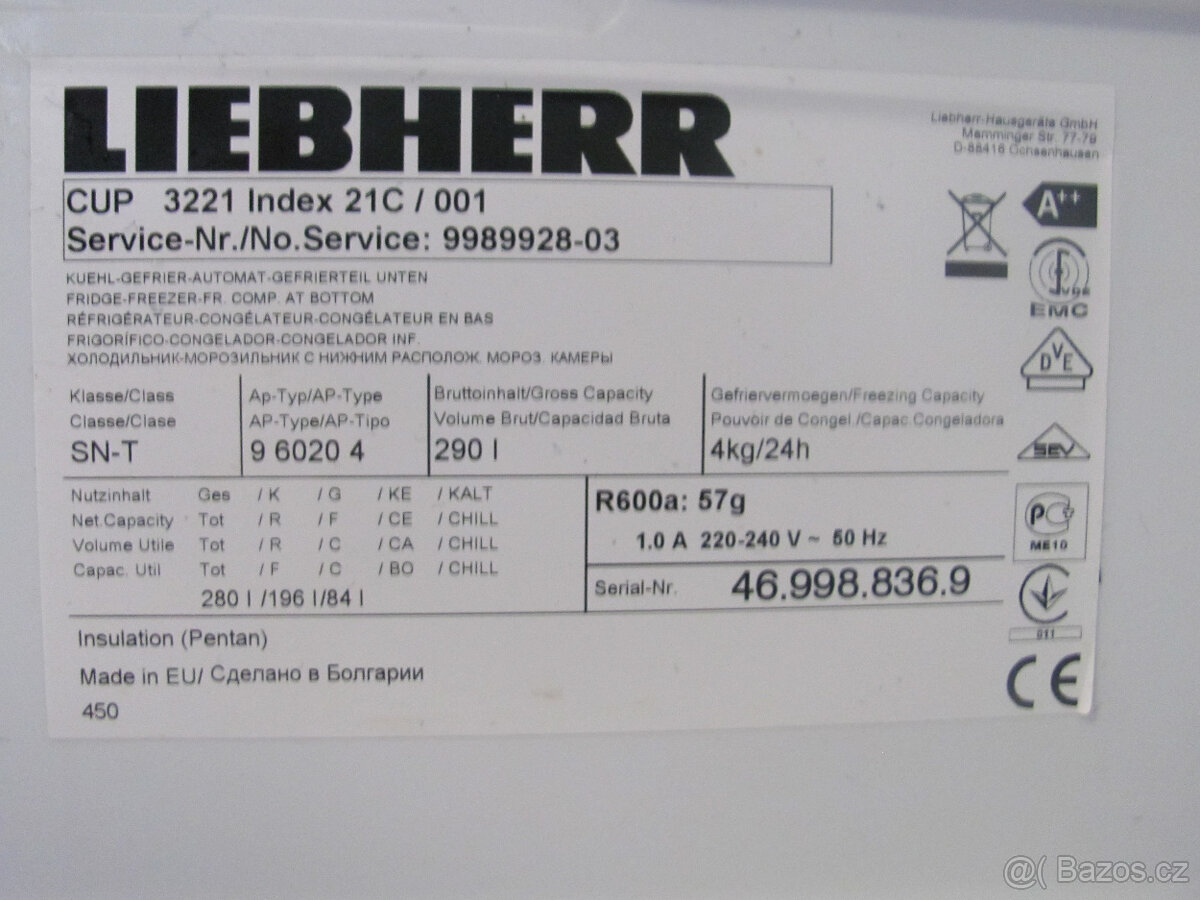 LIEBHERR
Liebherr-Hausgeräte GmbH
Memminger Str. 77-79
D-88416 Ochsenhausen
CUP 3221 Index 21C / 001
Service-Nr./No.Service: 9989928-03
A++
KUEHL-GEFRIER-AUTOMAT-GEFRIERTEIL UNTEN
FRIDGE-FREEZER-FR. COMP. AT BOTTOM
RÉFRIGÉRATEUR-CONGÉLATEUR-CONGÉLATEUR EN BAS
FRIGORÍFICO-CONGELADOR-CONGELADOR INF.
ХОЛОДИЛЬНИК-МОРОЗИЛЬНИК С НИЖНИМ РАСПОЛОЖ. МОРОЗ. КАМЕРЫ
VDE
EMC
DVE
Klasse/Class
Classe/Clase
SN-T
Ap-Typ/AP-Type
AP-Type/AP-Tipo
9 6020 4
Bruttoinhalt/Gross Capacity
Volume Brut/Capacidad Bruta
290 l
Gefriervermoegen/Freezing Capacity
Pouvoir de Congel./Capac.Congeladora
4kg/24h
SEV
Nutzinhalt Ges / K / G / KE / KALT
Net.Capacity Tot / R / F / CE / CHILL
Volume Utile Tot / R / C / CA / CHILL
Capac. Util Tot / F / C / BO / CHILL
280 l /196 l/84 l
R600a: 57g
1.0 A 220-240 V ~ 50 Hz
Serial-Nr. 46.998.836.9
РС
ME10
011
Insulation (Pentan)
Made in EU/ Сделано в Болгарии
450
CE
@( Bazos.cz